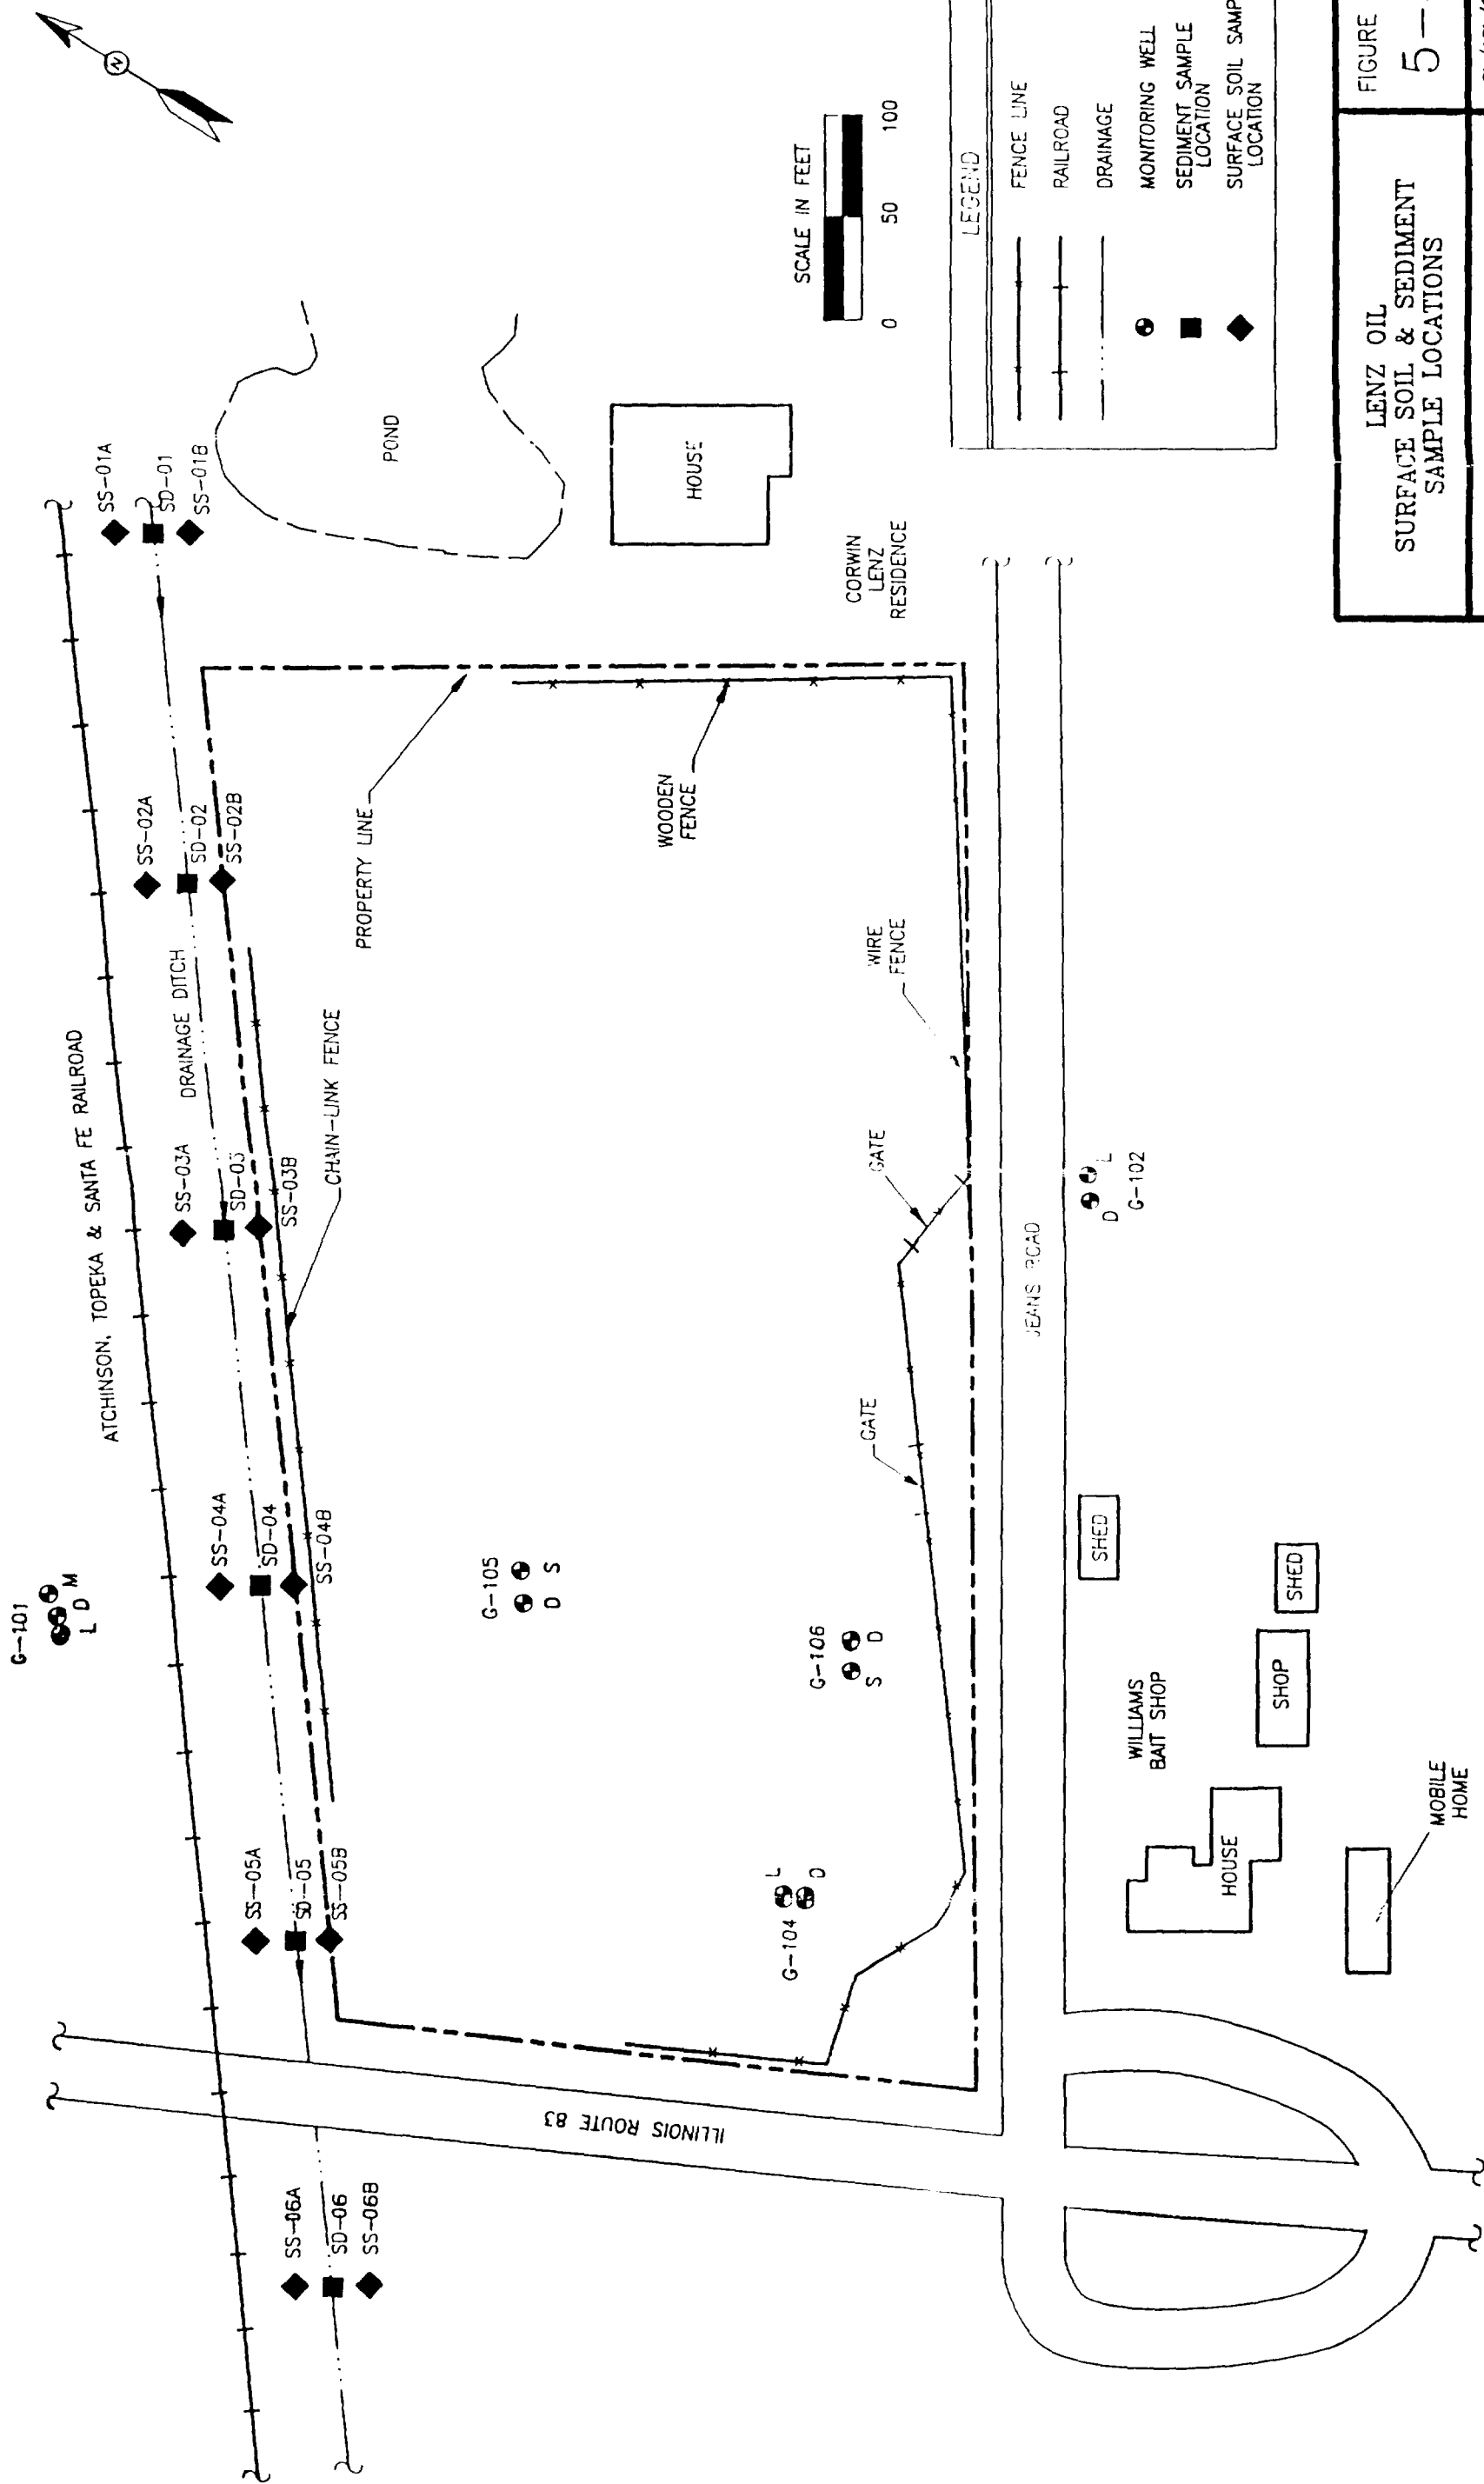 G-101
L D M
ATCHINSON, TOPEKA & SANTA FE RAILROAD
SS-01A
SD-01
SS-01B
SS-02A
SD-02
SS-02B
DRAINAGE DITCH
SS-03A
SD-03
SS-03B
SS-04A
SD-04
SS-04B
SS-05A
SD-05
SS-05B
SS-06A
SD-06
SS-06B
N
POND
PROPERTY LINE
CHAIN-LINK FENCE
WOODEN
FENCE
HOUSE
CORWIN
LENZ
RESIDENCE
G-105
D S
G-106
S D
G-104
L
D
GATE
GATE
WIRE
FENCE
ILLINOIS ROUTE 83
JEANS ROAD
D L
G-102
SHED
SHED
SHOP
WILLIAMS
BAIT SHOP
HOUSE
MOBILE
HOME
SCALE IN FEET
0 50 100
LEGEND
FENCE LINE
RAILROAD
DRAINAGE
MONITORING WELL
SEDIMENT SAMPLE
LOCATION
SURFACE SOIL SAMP
LOCATION
LENZ OIL
SURFACE SOIL & SEDIMENT
SAMPLE LOCATIONS
FIGURE
5-